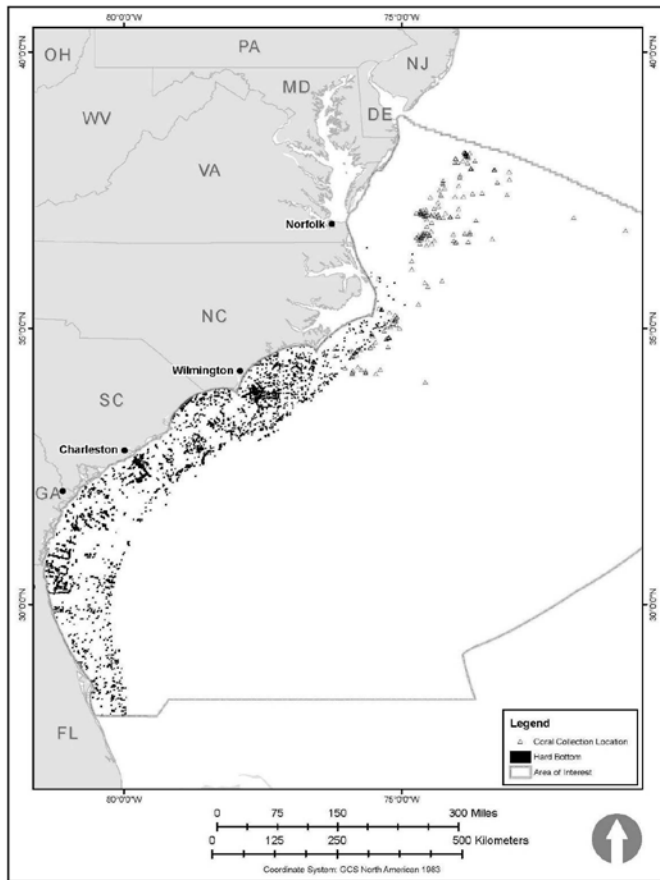 80°0'0"W 75°0'0"W
40°0'0"N 40°0'0"N
OH
PA
NJ
MD
DE
WV
VA
Norfolk
35°0'0"N 35°0'0"N
NC
Wilmington
SC
Charleston
GA
30°0'0"N 30°0'0"N
FL
Legend
Coral Collection Location
Hard Bottom
Area of Interest
80°0'0"W 75°0'0"W
0 75 150 300 Miles
0 125 250 500 Kilometers
Coordinate System: GCS North American 1983